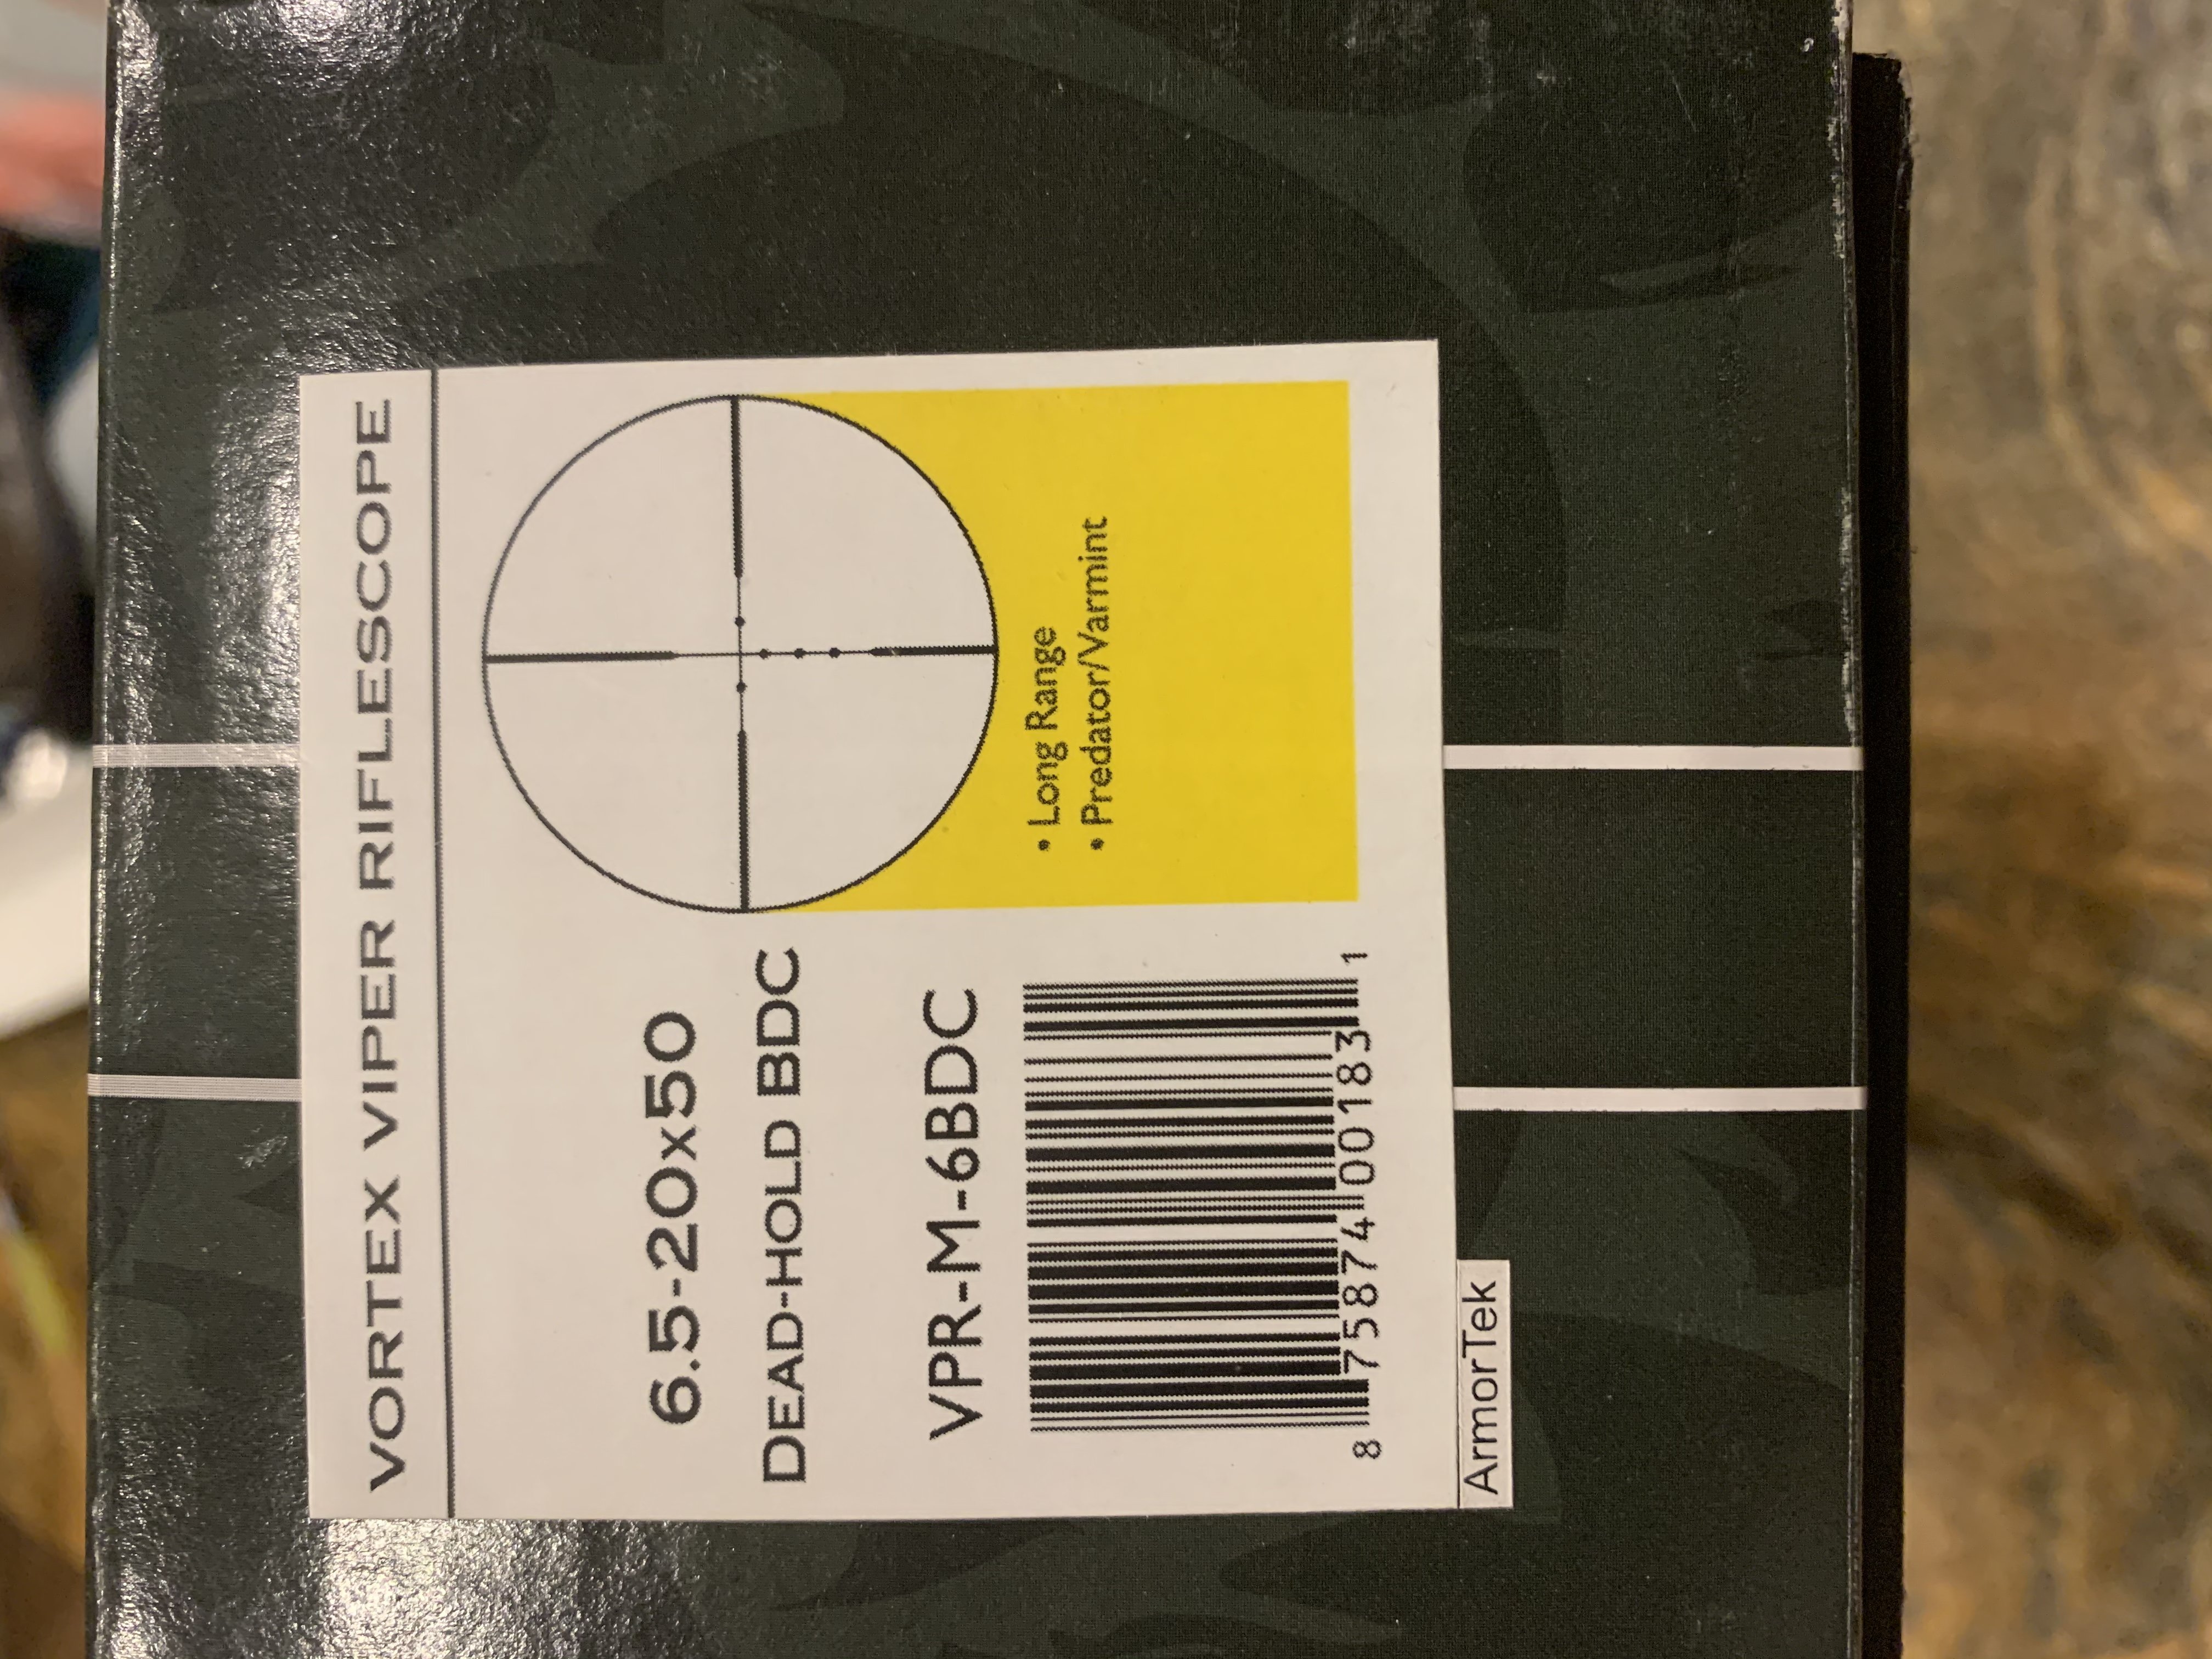 VORTEX VIPER RIFLESCOPE
6.5-20x50
DEAD-HOLD BDC
VPR-M-6BDC
8 75874 00183 1
• Long Range
• Predator/Varmint
ArmorTek